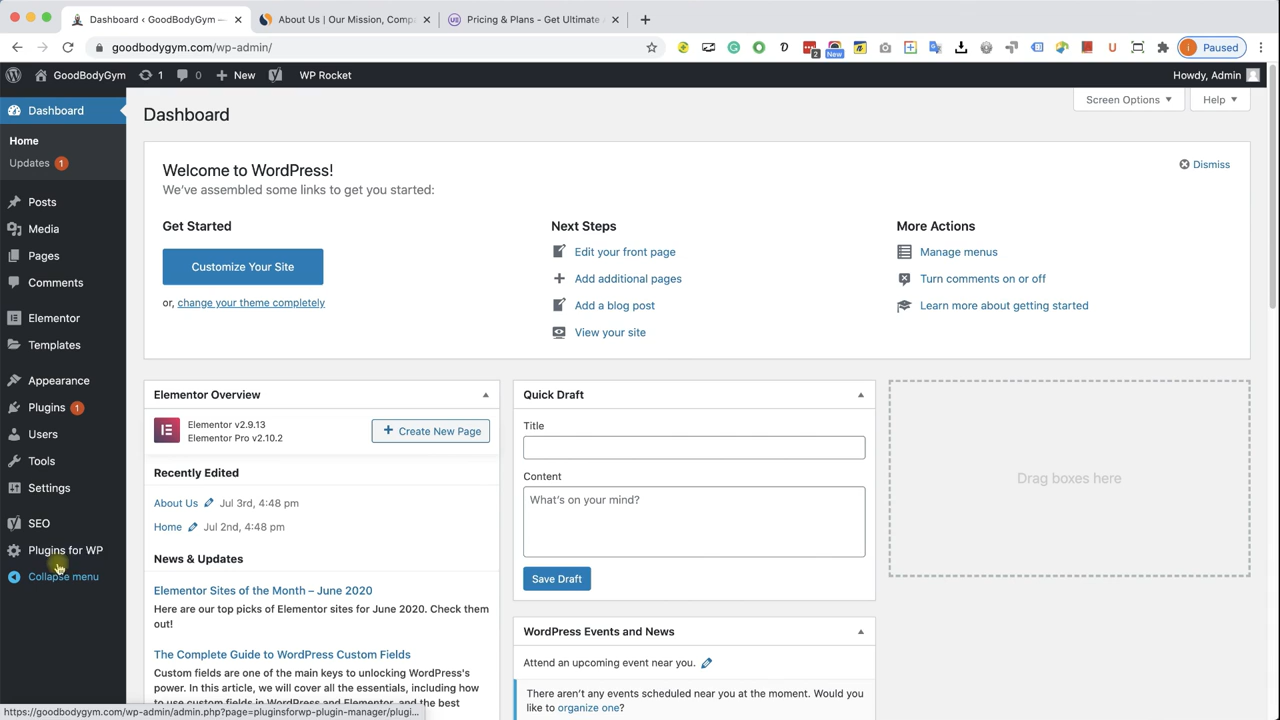 Dashboard ‹ GoodBodyGym —
About Us | Our Mission, Compa
Pricing & Plans - Get Ultimate A
goodbodygym.com/wp-admin/
2
New
Paused
GoodBodyGym
1
0
New
WP Rocket
Howdy, Admin
Dashboard
Home
Updates 1
Posts
Media
Pages
Comments
Elementor
Templates
Appearance
Plugins 1
Users
Tools
Settings
SEO
Plugins for WP
Collapse menu
Dashboard
Screen Options
Help
Welcome to WordPress!
Dismiss
We've assembled some links to get you started:
Get Started
Customize Your Site
or, change your theme completely
Next Steps
Edit your front page
Add additional pages
Add a blog post
View your site
More Actions
Manage menus
Turn comments on or off
Learn more about getting started
Elementor Overview
Elementor v2.9.13
Elementor Pro v2.10.2
Create New Page
Recently Edited
About Us Jul 3rd, 4:48 pm
Home Jul 2nd, 4:48 pm
News & Updates
Elementor Sites of the Month – June 2020
Here are our top picks of Elementor sites for June 2020. Check them
out!
The Complete Guide to WordPress Custom Fields
Custom fields are one of the main keys to unlocking WordPress's
power. In this article, we will cover all the essentials, including how
to use custom fields in WordPress and Elementor, and the best
Quick Draft
Title
Content
What's on your mind?
Save Draft
WordPress Events and News
Attend an upcoming event near you.
There aren't any events scheduled near you at the moment. Would you
like to organize one?
Drag boxes here
https://goodbodygym.com/wp-admin/admin.php?page=pluginsforwp-plugin-manager/plugi...